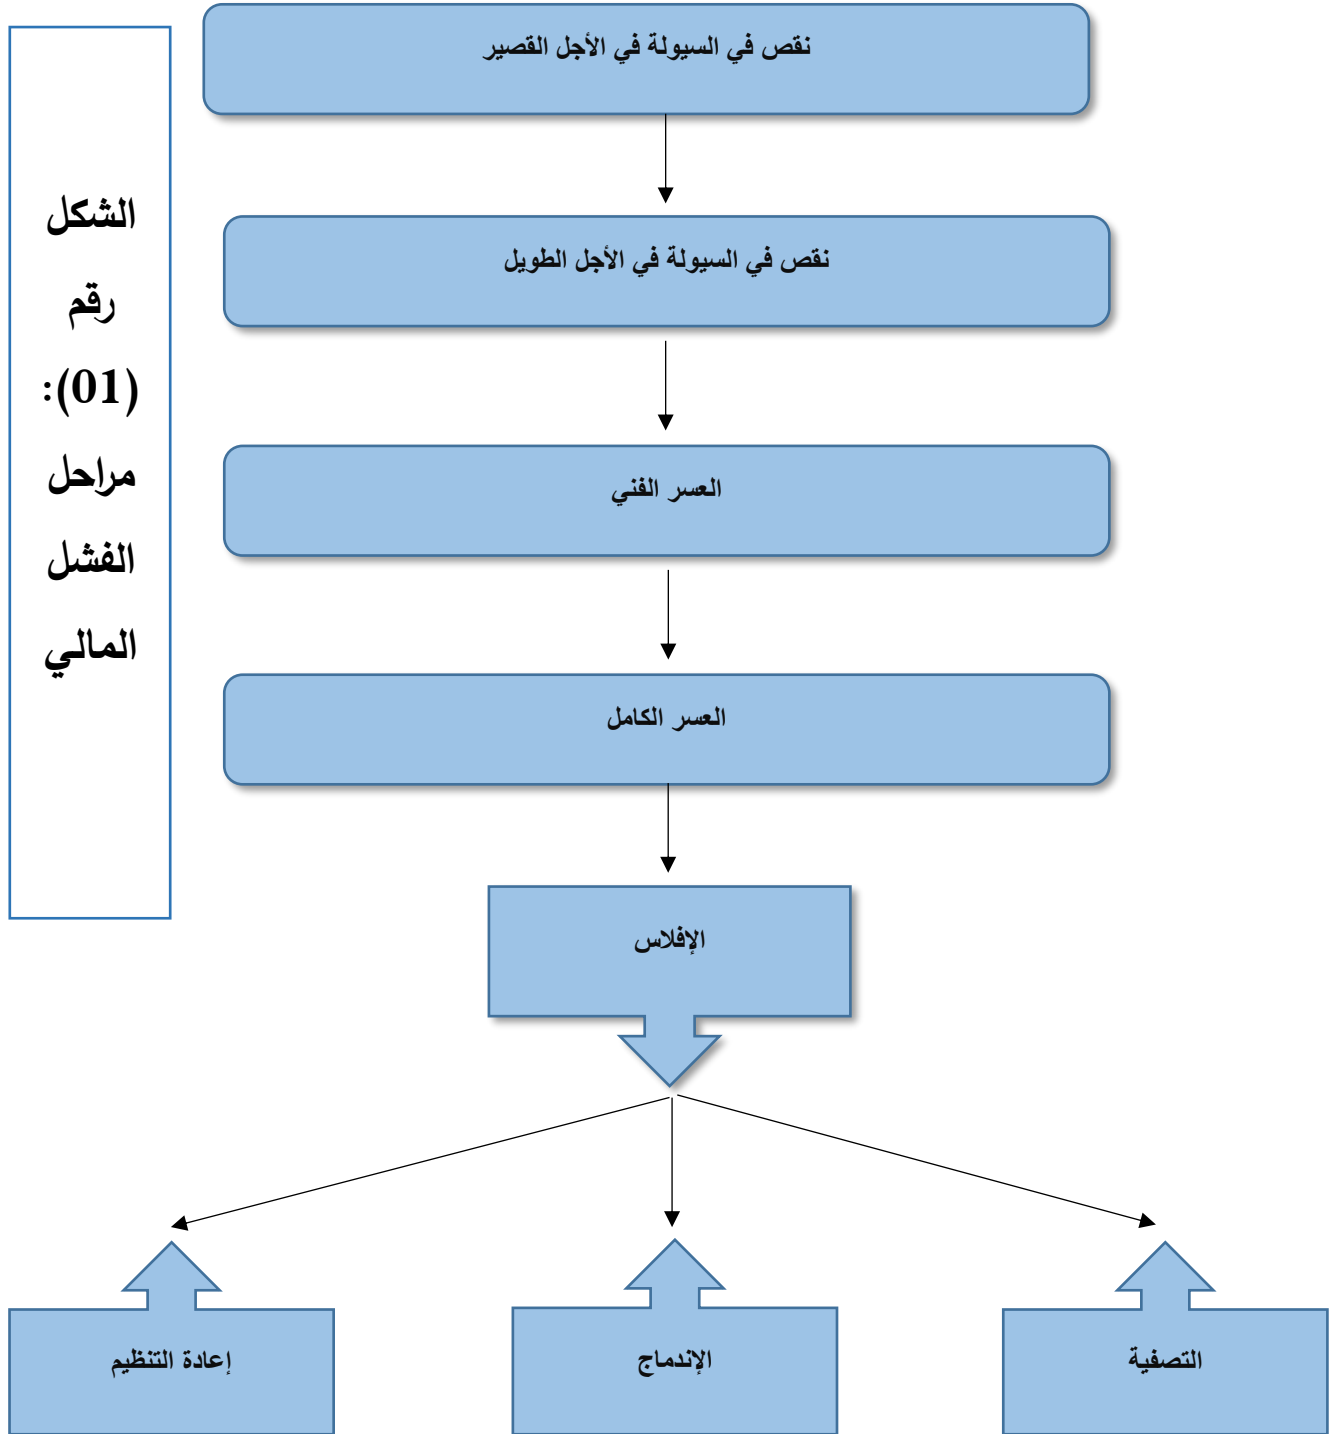 الشكل
رقم
(01):
مراحل
الفشل
المالي
نقص في السيولة في الأجل القصير
نقص في السيولة في الأجل الطويل
العسر الفني
العسر الكامل
الإفلاس
التصفية
الإندماج
إعادة التنظيم